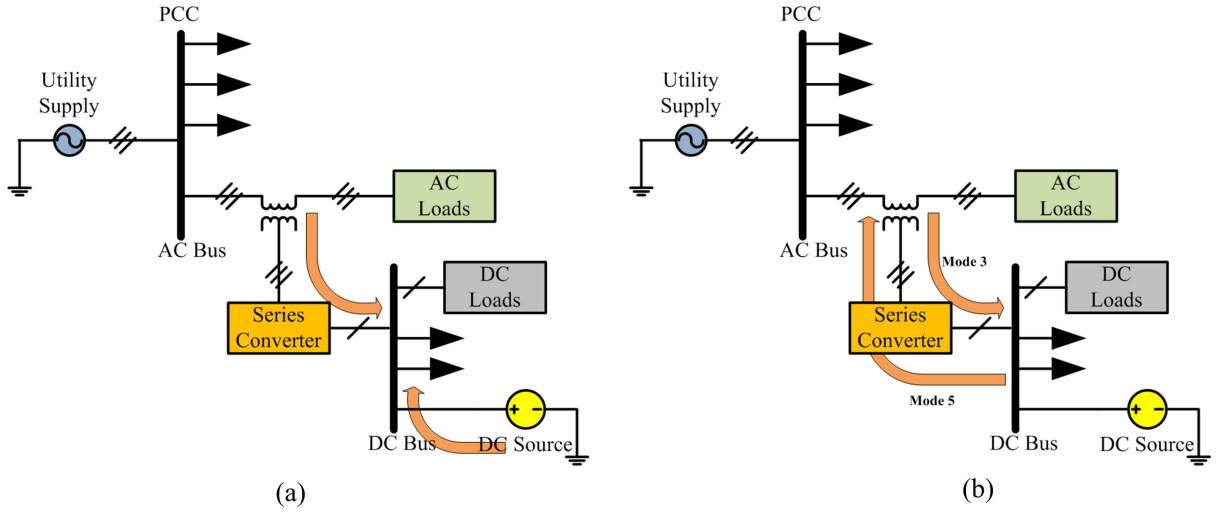 PCC
Utility
Supply
AC
Loads
AC Bus
DC
Loads
Series
Converter
DC Bus
DC Source
+ -
(a)
PCC
Utility
Supply
AC
Loads
AC Bus
Mode 3
DC
Loads
Series
Converter
Mode 5
+ -
DC Bus
DC Source
(b)